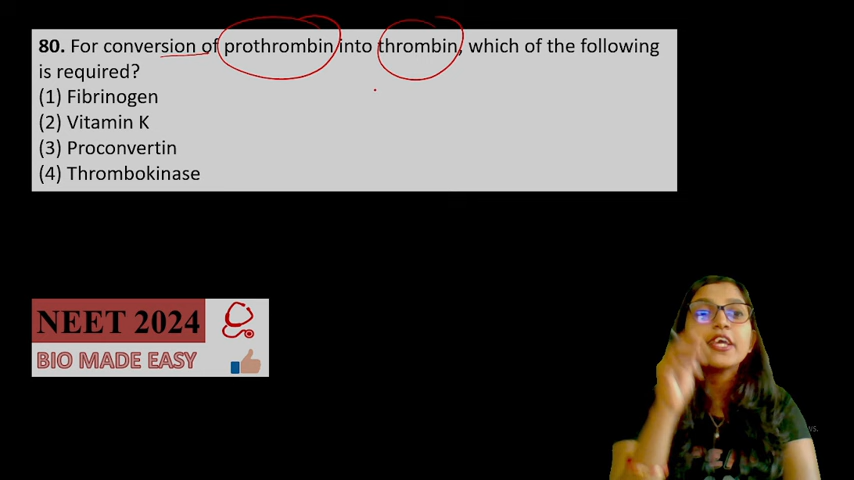 80. For conversion of prothrombin into thrombin, which of the following
is required?
(1) Fibrinogen
(2) Vitamin K
(3) Proconvertin
(4) Thrombokinase
NEET 2024
BIO MADE EASY